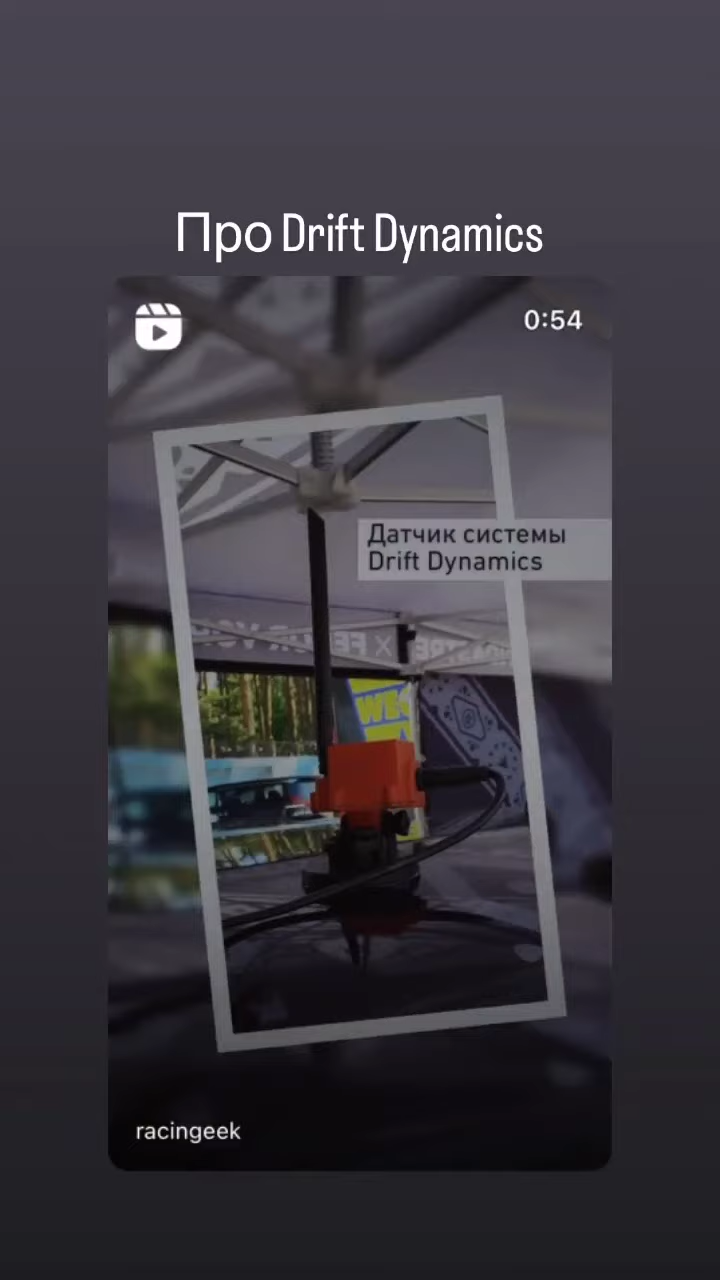 Про Drift Dynamics
0:54
Датчик системы
Drift Dynamics
racingeek